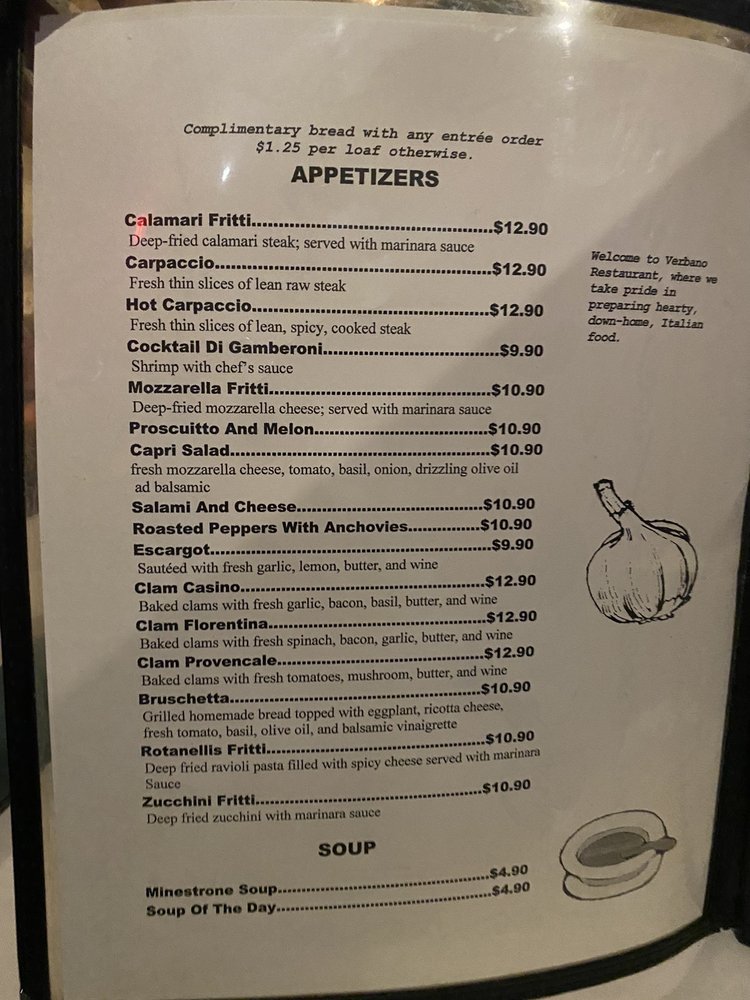 Complimentary bread with any entrée order
$1.25 per loaf otherwise.
APPETIZERS
Calamari Fritti..............................................$12.90
Deep-fried calamari steak; served with marinara sauce
Carpaccio....................................................$12.90
Fresh thin slices of lean raw steak
Hot Carpaccio..............................................$12.90
Fresh thin slices of lean, spicy, cooked steak
Cocktail Di Gamberoni.................................$9.90
Shrimp with chef's sauce
Mozzarella Fritti..........................................$10.90
Deep-fried mozzarella cheese; served with marinara sauce
Proscuitto And Melon.................................$10.90
Capri Salad.................................................$10.90
fresh mozzarella cheese, tomato, basil, onion, drizzling olive oil
ad balsamic
Salami And Cheese....................................$10.90
Roasted Peppers With Anchovies..............$10.90
Escargot.....................................................$9.90
Sautéed with fresh garlic, lemon, butter, and wine
Clam Casino..............................................$12.90
Baked clams with fresh garlic, bacon, basil, butter, and wine
Clam Florentina.........................................$12.90
Baked clams with fresh spinach, bacon, garlic, butter, and wine
Clam Provencale.......................................$12.90
Baked clams with fresh tomatoes, mushroom, butter, and wine
Bruschetta................................................$10.90
Grilled homemade bread topped with eggplant, ricotta cheese,
fresh tomato, basil, olive oil, and balsamic vinaigrette
Rotanellis Fritti..........................................$10.90
Deep fried ravioli pasta filled with spicy cheese served with marinara
Sauce
Zucchini Fritti...........................................$10.90
Deep fried zucchini with marinara sauce
SOUP
Minestrone Soup.......................................$4.90
Soup Of The Day.......................................$4.90
Welcome to Verbano
Restaurant, where we
take pride in
preparing hearty,
down-home, Italian
food.